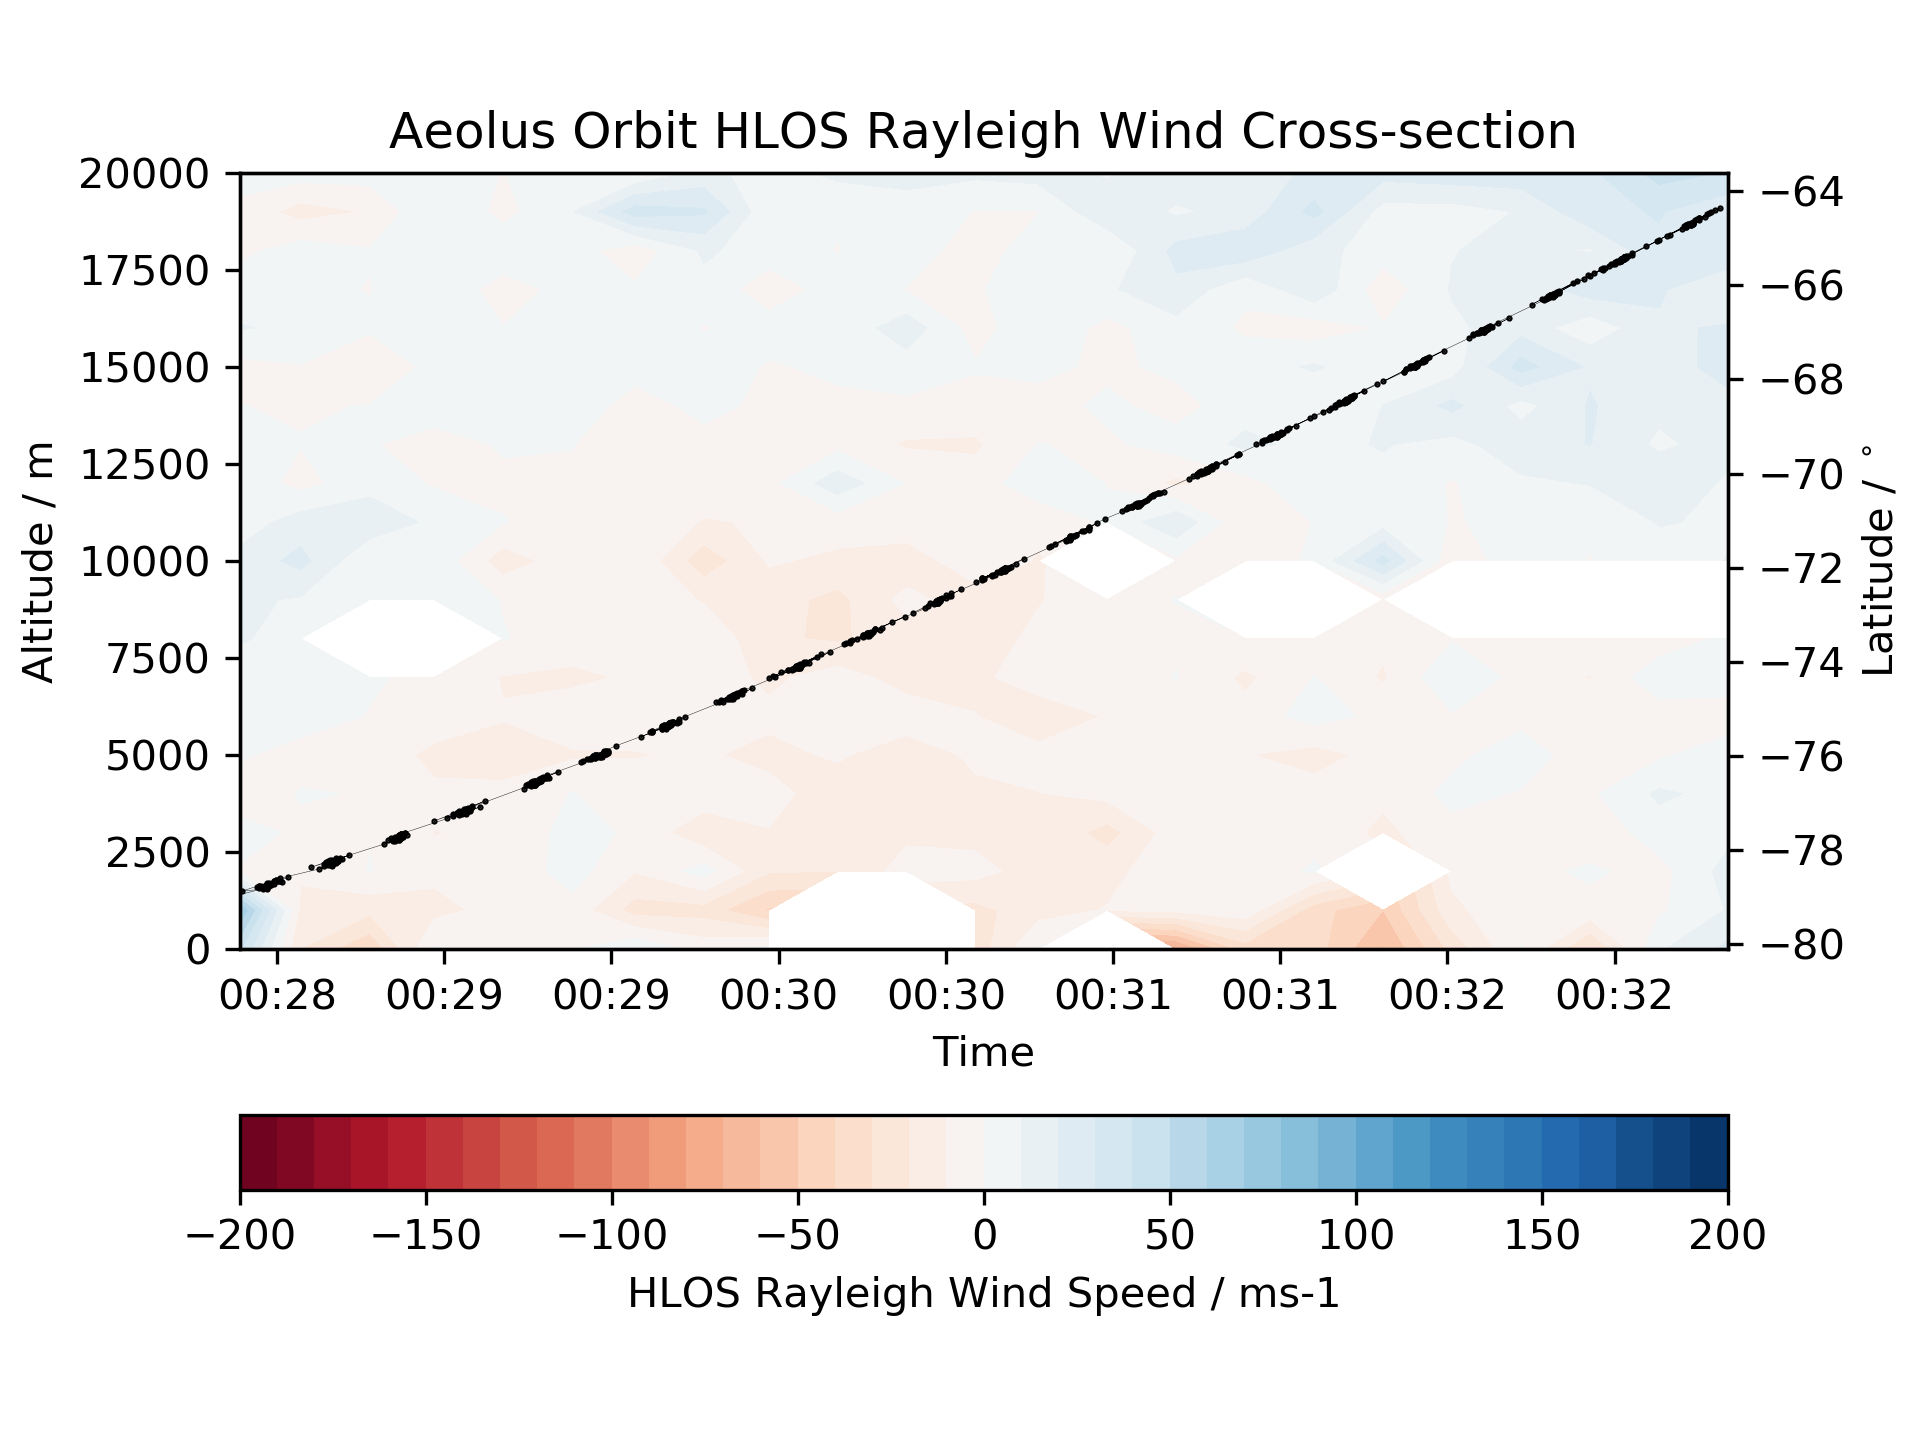 Aeolus Orbit HLOS Rayleigh Wind Cross-section
20000
17500
15000
12500
10000
7500
5000
2500
0
Altitude / m
−64
−66
−68
−70
−72
−74
−76
−78
−80
Latitude / °
00:28 00:29 00:29 00:30 00:30 00:31 00:31 00:32 00:32
Time
−200 −150 −100 −50 0 50 100 150 200
HLOS Rayleigh Wind Speed / ms-1